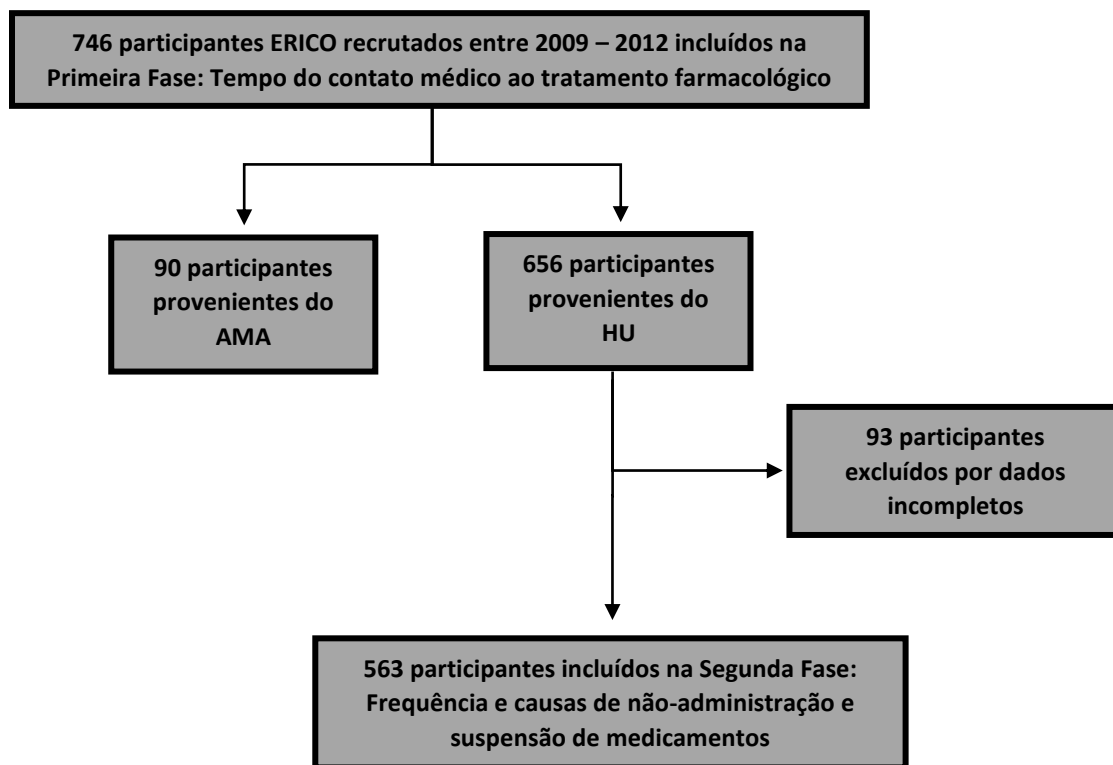 746 participantes ERICO recrutados entre 2009 – 2012 incluídos na
Primeira Fase: Tempo do contato médico ao tratamento farmacológico
90 participantes
provenientes do
AMA
656 participantes
provenientes do
HU
93 participantes
excluídos por dados
incompletos
563 participantes incluídos na Segunda Fase:
Frequência e causas de não-administração e
suspensão de medicamentos